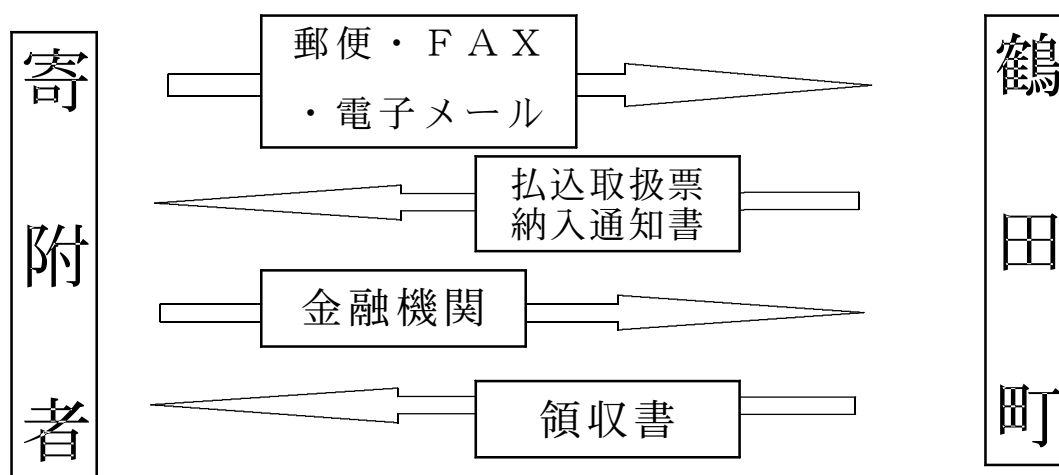 寄附者
郵便・ＦＡＸ
・電子メール
払込取扱票
納入通知書
金融機関
領収書
鶴田町